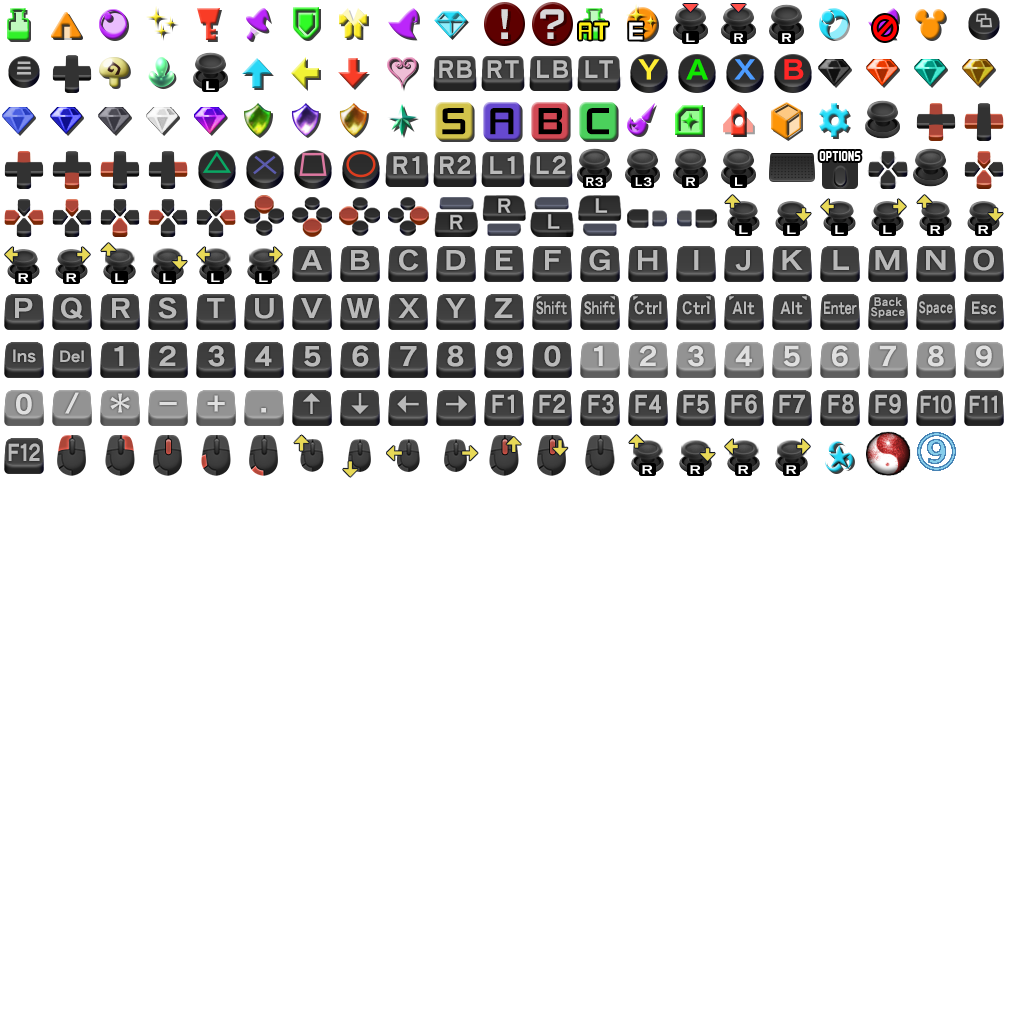 ! ? AT E L R R
L RB RT LB LT Y A X B
S A B C
R1 R2 L1 L2 R3 L3 R L OPTIONS
R R L L L L L L R R
R R L L L L A B C D E F G H I J K L M N O
P Q R S T U V W X Y Z Shift Shift Ctrl Ctrl Alt Alt Enter Back Space Space Esc
Ins Del 1 2 3 4 5 6 7 8 9 0 1 2 3 4 5 6 7 8 9
0 / * − + . ↑ ↓ ← → F1 F2 F3 F4 F5 F6 F7 F8 F9 F10 F11
F12 R R R R 9